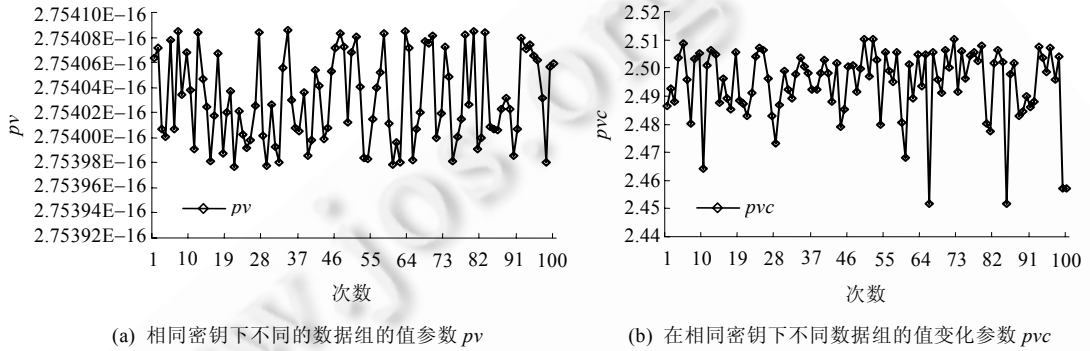 2.75410E−16
2.75408E−16
2.75406E−16
2.75404E−16
2.75402E−16
2.75400E−16
2.75398E−16
2.75396E−16
2.75394E−16
2.75392E−16
pv
pv
1 10 19 28 37 46 55 64 73 82 91 100
次数
(a) 相同密钥下不同的数据组的值参数 pv
2.52
2.51
2.50
2.49
2.48
2.47
2.46
2.45
2.44
pvc
pvc
1 10 19 28 37 46 55 64 73 82 91 100
次数
(b) 在相同密钥下不同数据组的值变化参数 pvc